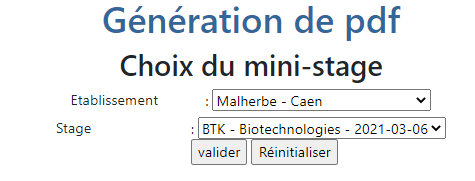 Génération de pdf
Choix du mini-stage
Etablissement : Malherbe - Caen
Stage : BTK - Biotechnologies - 2021-03-06
valider Réinitialiser